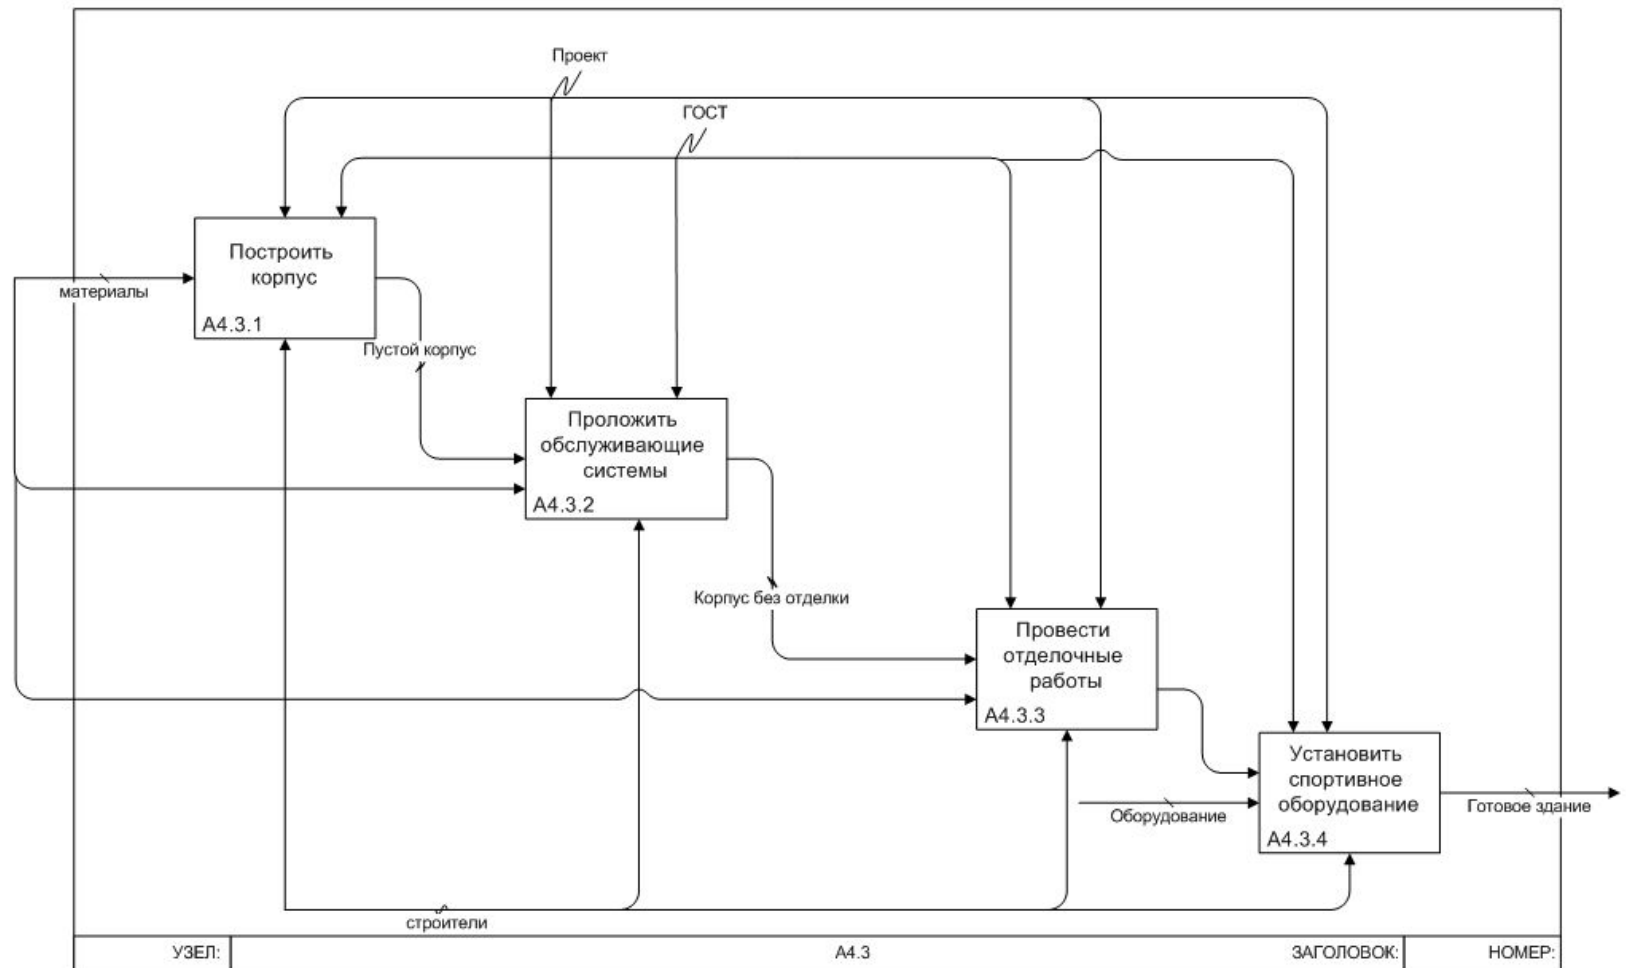 Проект
ГОСТ
Построить
корпус
А4.3.1
материалы
Пустой корпус
Проложить
обслуживающие
системы
А4.3.2
Корпус без отделки
Провести
отделочные
работы
А4.3.3
Установить
спортивное
оборудование
А4.3.4
Оборудование
Готовое здание
строители
УЗЕЛ:
А4.3
ЗАГОЛОВОК:
НОМЕР: